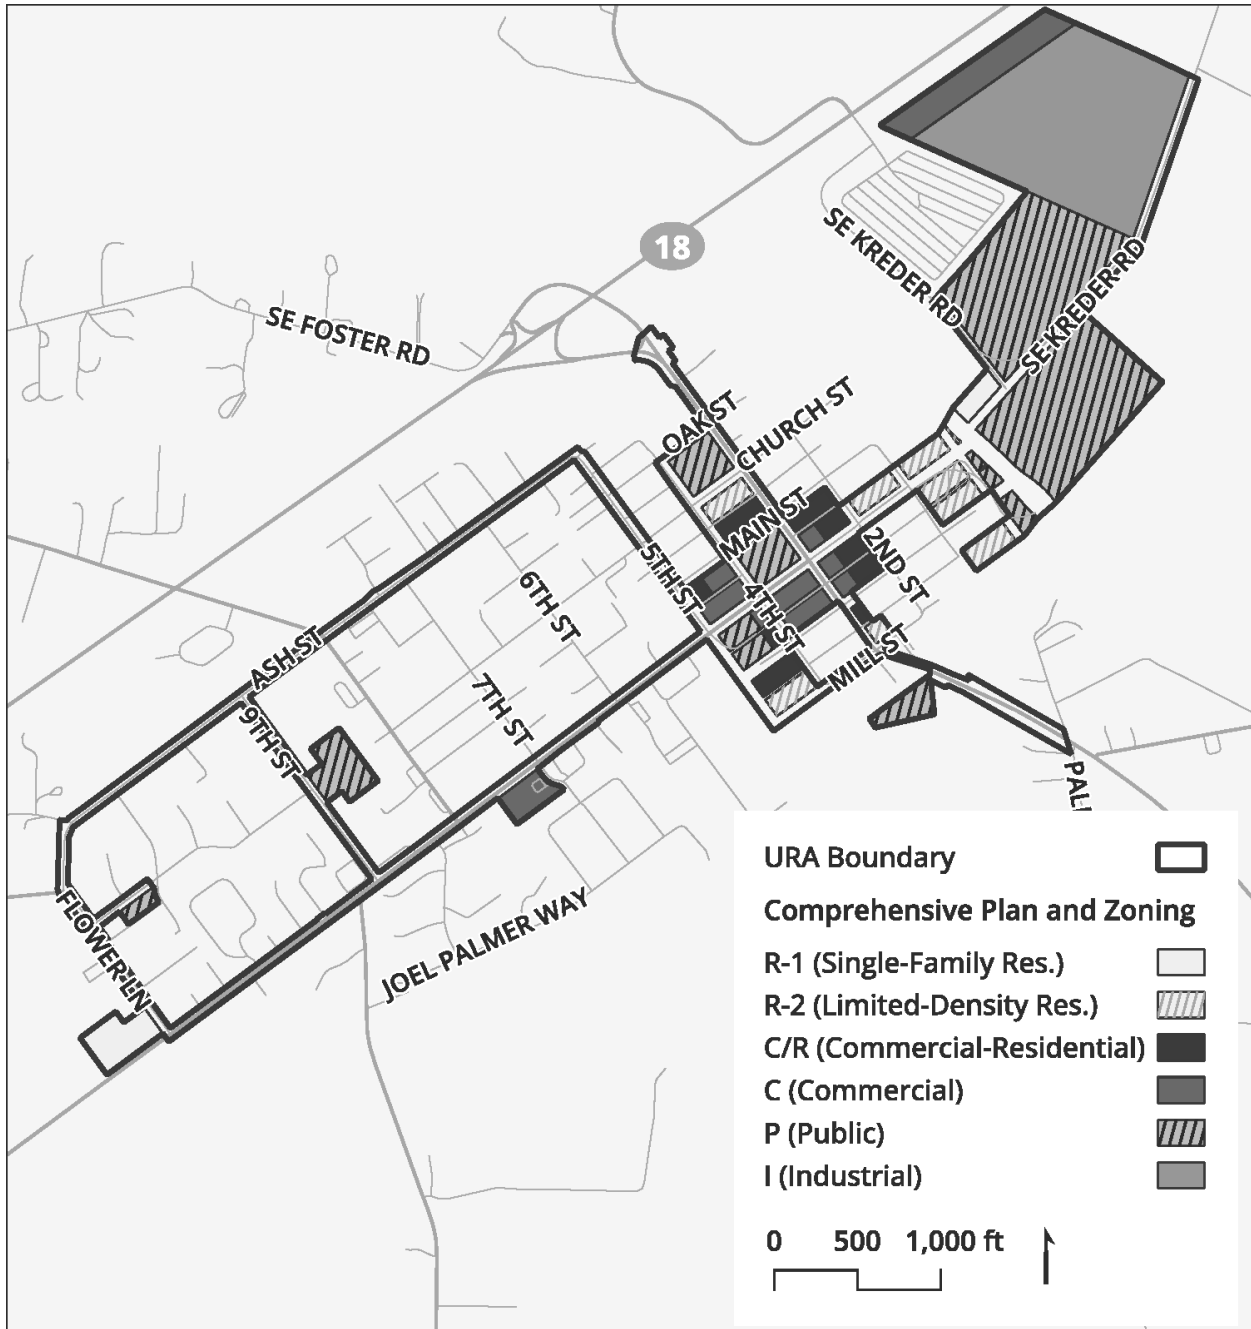 18
SE KREDER RD
SE KREDER RD
SE FOSTER RD
OAK ST
CHURCH ST
MAIN ST
2ND ST
5TH ST
4TH ST
6TH ST
MILL ST
ASH ST
7TH ST
9TH ST
PAL
FLOWER LN
JOEL PALMER WAY
URA Boundary
Comprehensive Plan and Zoning
R-1 (Single-Family Res.)
R-2 (Limited-Density Res.)
C/R (Commercial-Residential)
C (Commercial)
P (Public)
I (Industrial)
0 500 1,000 ft